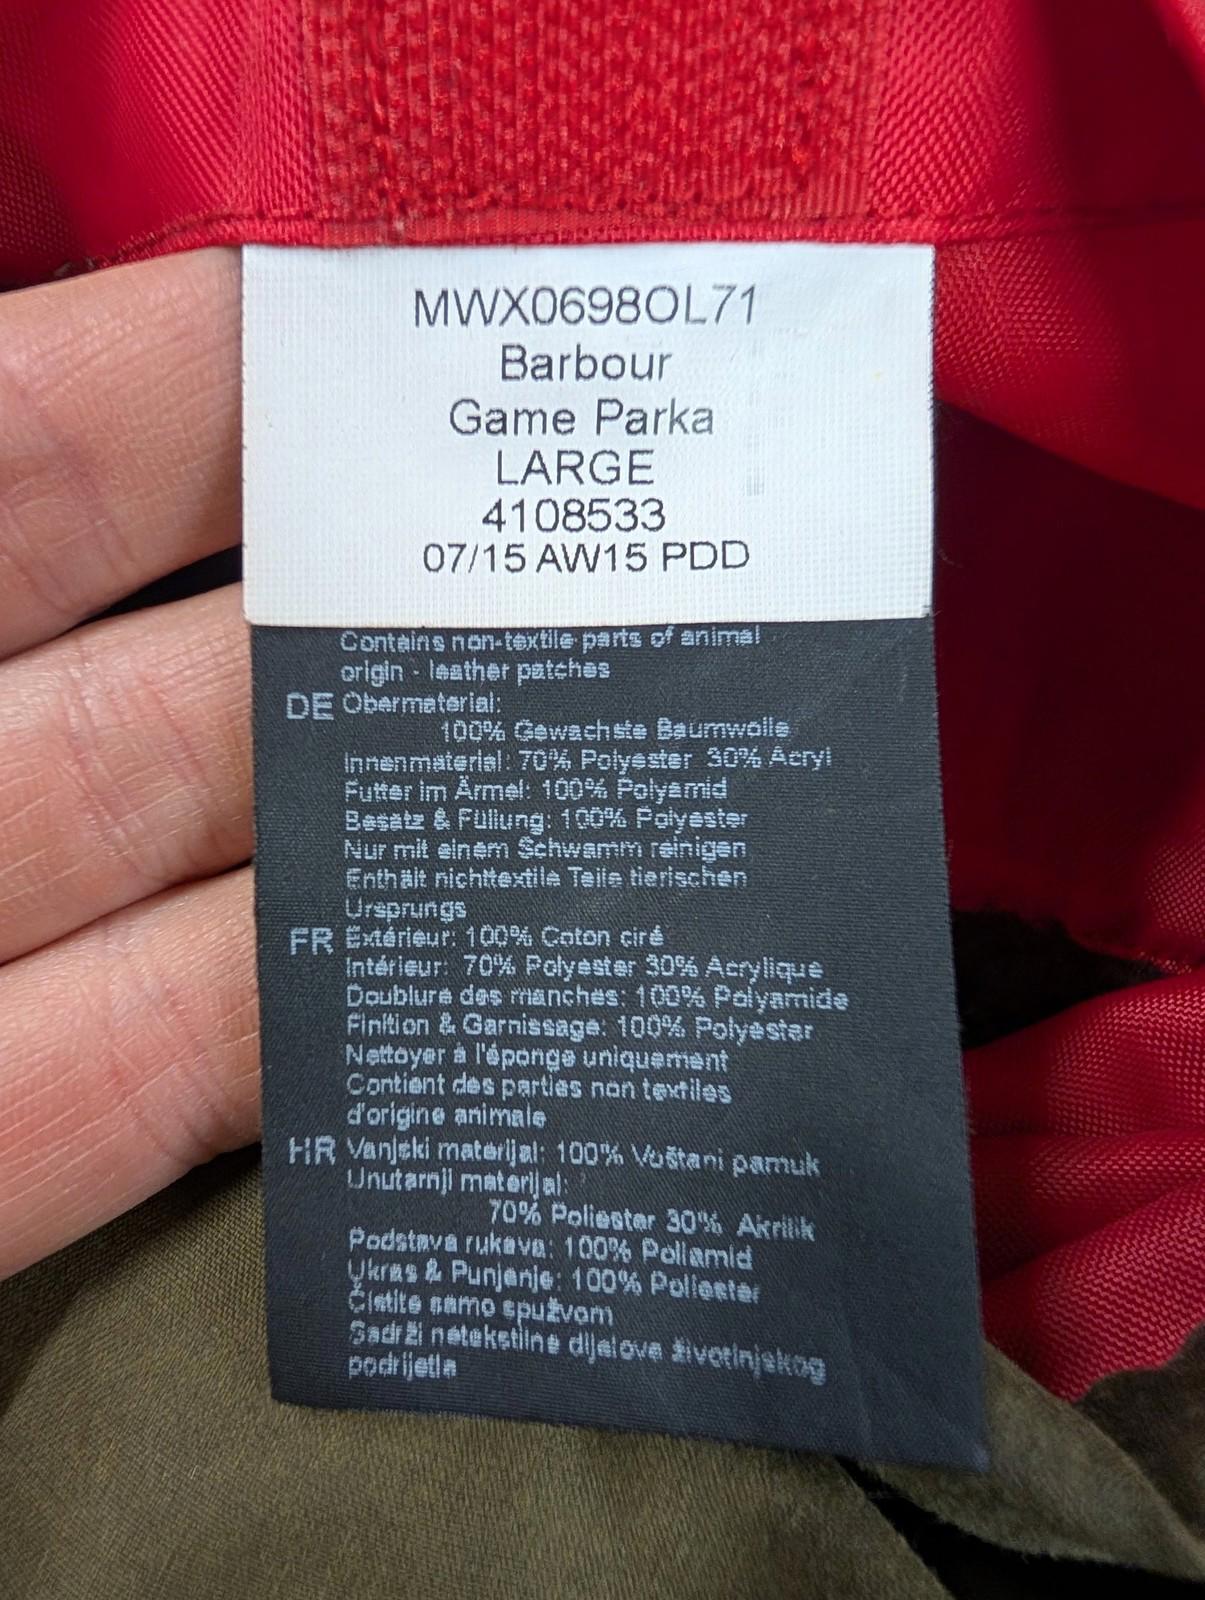 MWX0698OL71
Barbour
Game Parka
LARGE
4108533
07/15 AW15 PDD
Contains non-textile parts of animal
origin - leather patches
DE Obermaterial:
100% Gewachste Baumwolle
Innenmaterial: 70% Polyester 30% Acryl
Futter im Ärmel: 100% Polyamid
Besatz & Füllung: 100% Polyester
Nur mit einem Schwamm reinigen
Enthält nichttextile Teile tierischen
Ursprungs
FR Extérieur: 100% Coton ciré
Intérieur: 70% Polyester 30% Acrylique
Doublure des manches: 100% Polyamide
Finition & Garnissage: 100% Polyester
Nettoyer à l'éponge uniquement
Contient des parties non textiles
d'origine animale
HR Vanjski materijal: 100% Voštani pamuk
Unutarnji materijal:
70% Poliester 30% Akrilik
Podstava rukava: 100% Poliamid
Ukras & Punjenje: 100% Poliester
Čistite samo spužvom
Sadrži netekstilne dijelove životinjskog
podrijetla